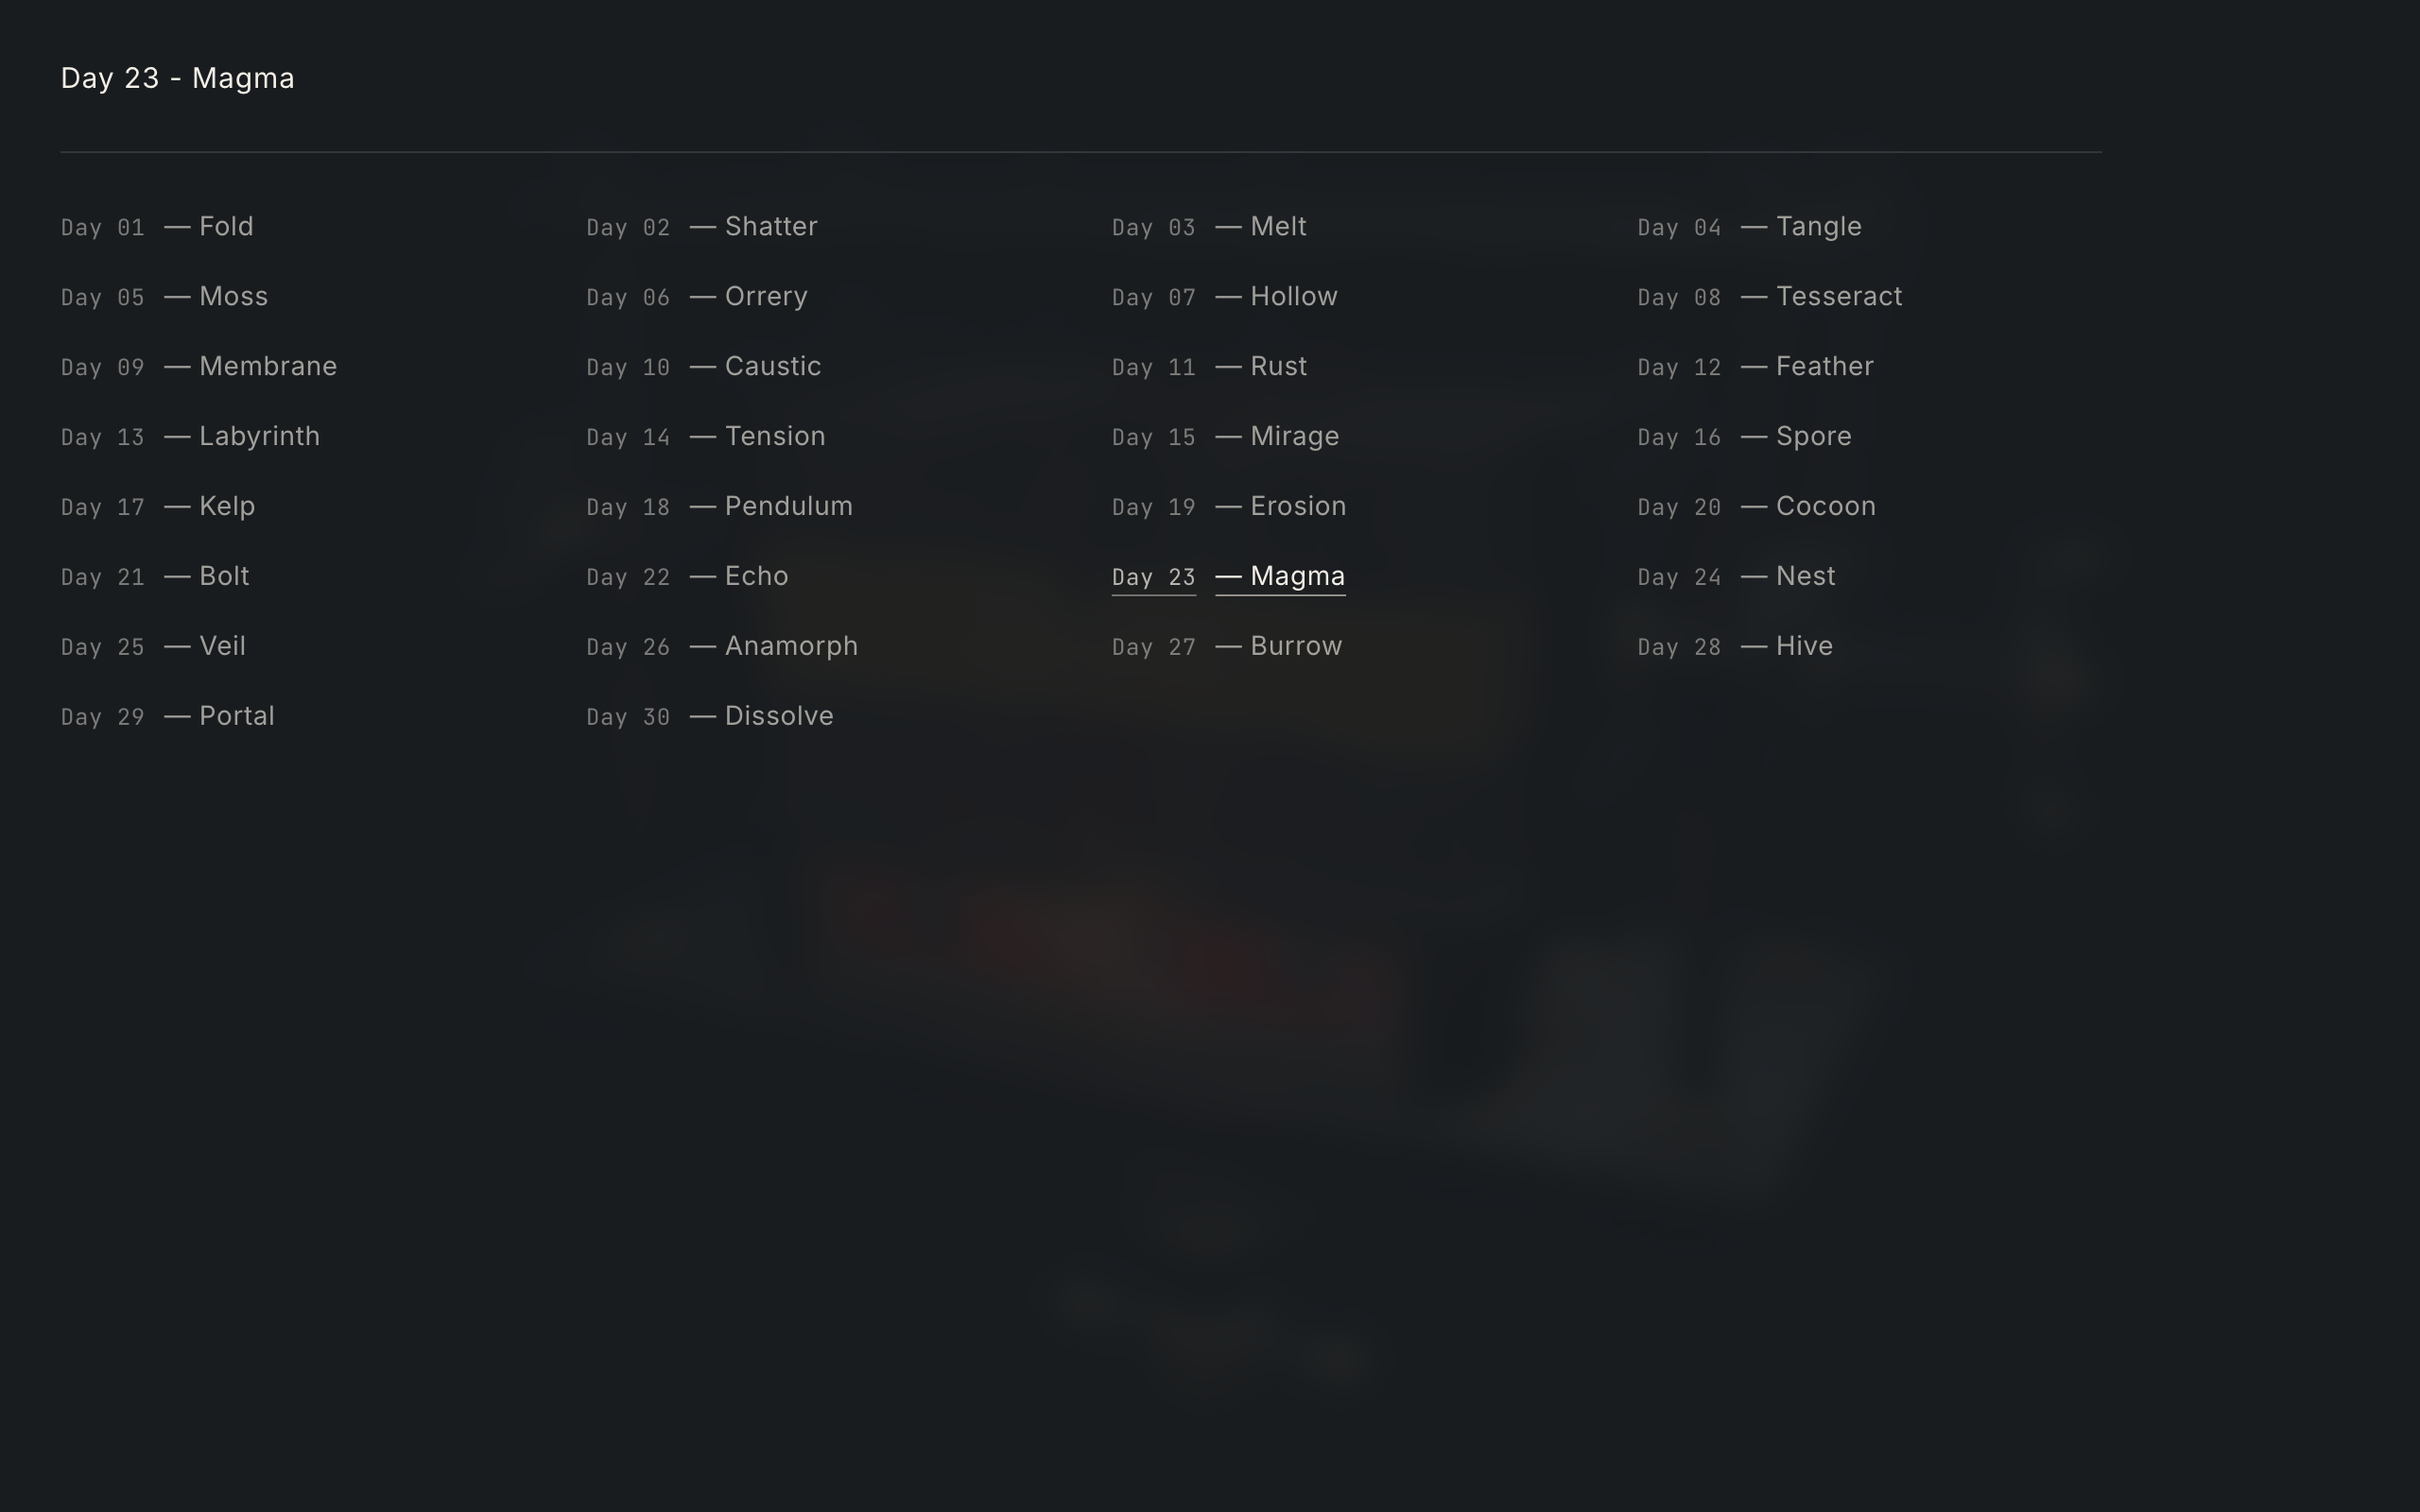 Day 23 - Magma
Day 01 — Fold
Day 02 — Shatter
Day 03 — Melt
Day 04 — Tangle
Day 05 — Moss
Day 06 — Orrery
Day 07 — Hollow
Day 08 — Tesseract
Day 09 — Membrane
Day 10 — Caustic
Day 11 — Rust
Day 12 — Feather
Day 13 — Labyrinth
Day 14 — Tension
Day 15 — Mirage
Day 16 — Spore
Day 17 — Kelp
Day 18 — Pendulum
Day 19 — Erosion
Day 20 — Cocoon
Day 21 — Bolt
Day 22 — Echo
Day 23 — Magma
Day 24 — Nest
Day 25 — Veil
Day 26 — Anamorph
Day 27 — Burrow
Day 28 — Hive
Day 29 — Portal
Day 30 — Dissolve